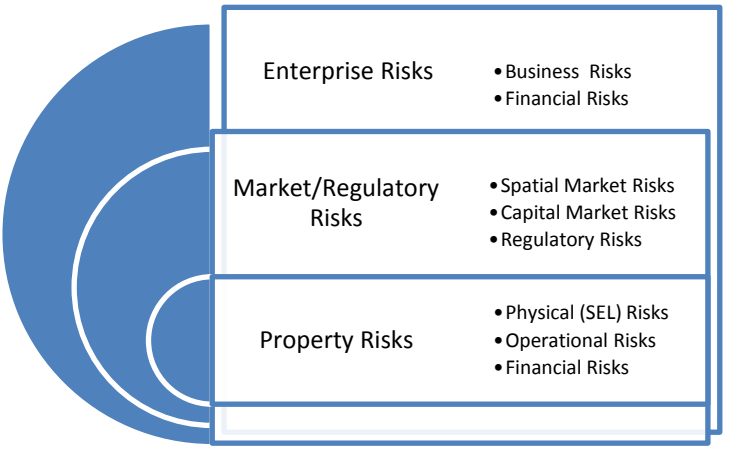 Enterprise Risks
•Business Risks
•Financial Risks
Market/Regulatory
Risks
•Spatial Market Risks
•Capital Market Risks
•Regulatory Risks
Property Risks
•Physical (SEL) Risks
•Operational Risks
•Financial Risks